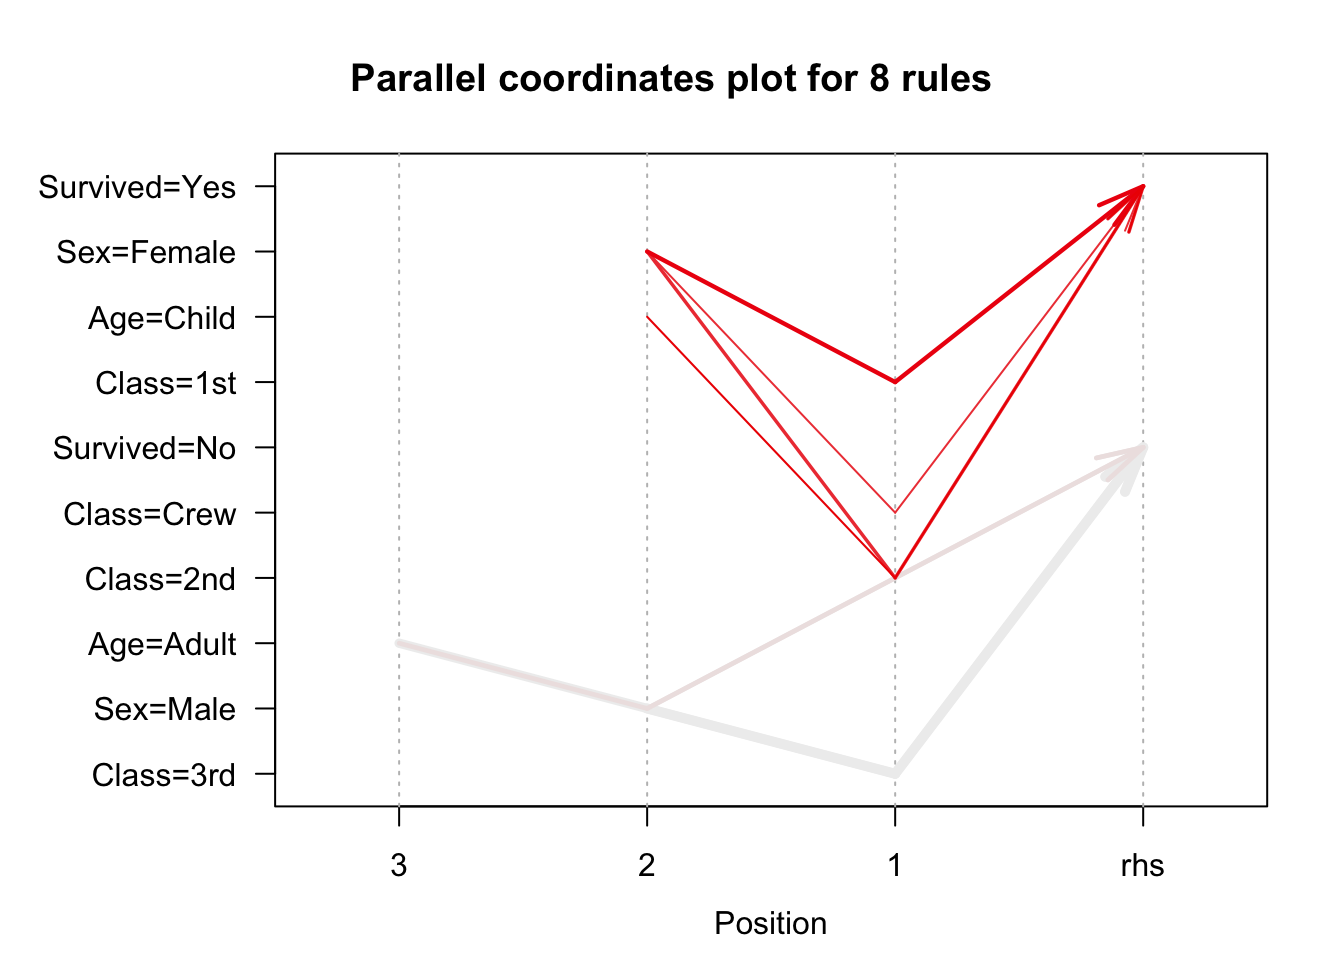 Parallel coordinates plot for 8 rules
Survived=Yes
Sex=Female
Age=Child
Class=1st
Survived=No
Class=Crew
Class=2nd
Age=Adult
Sex=Male
Class=3rd
3 2 1 rhs
Position